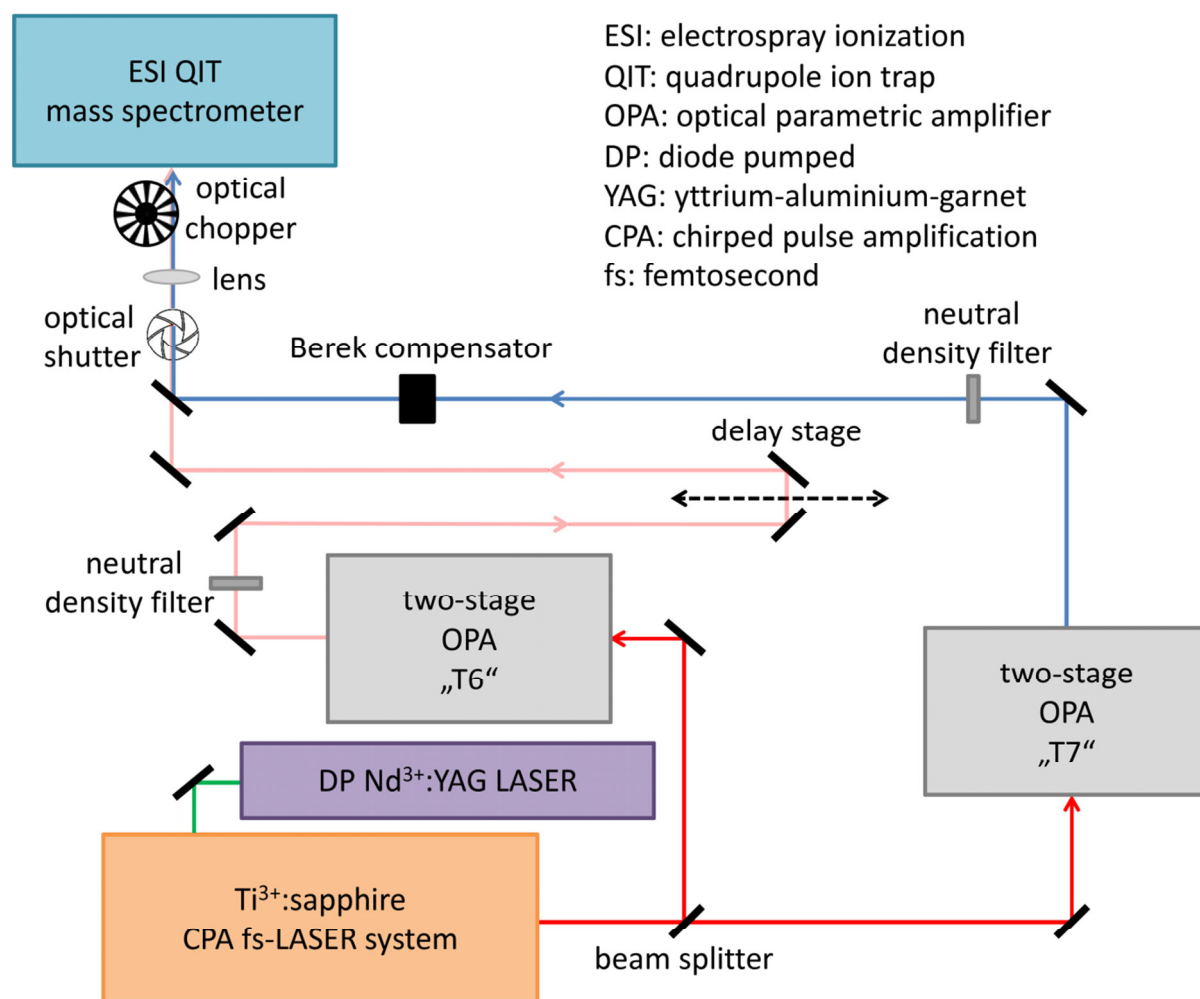 ESI QIT
mass spectrometer
ESI: electrospray ionization
QIT: quadrupole ion trap
OPA: optical parametric amplifier
DP: diode pumped
YAG: yttrium-aluminium-garnet
CPA: chirped pulse amplification
fs: femtosecond
optical
chopper
lens
optical
shutter
Berek compensator
neutral
density filter
delay stage
neutral
density filter
two-stage
OPA
„T6“
two-stage
OPA
„T7“
DP Nd³⁺:YAG LASER
Ti³⁺:sapphire
CPA fs-LASER system
beam splitter